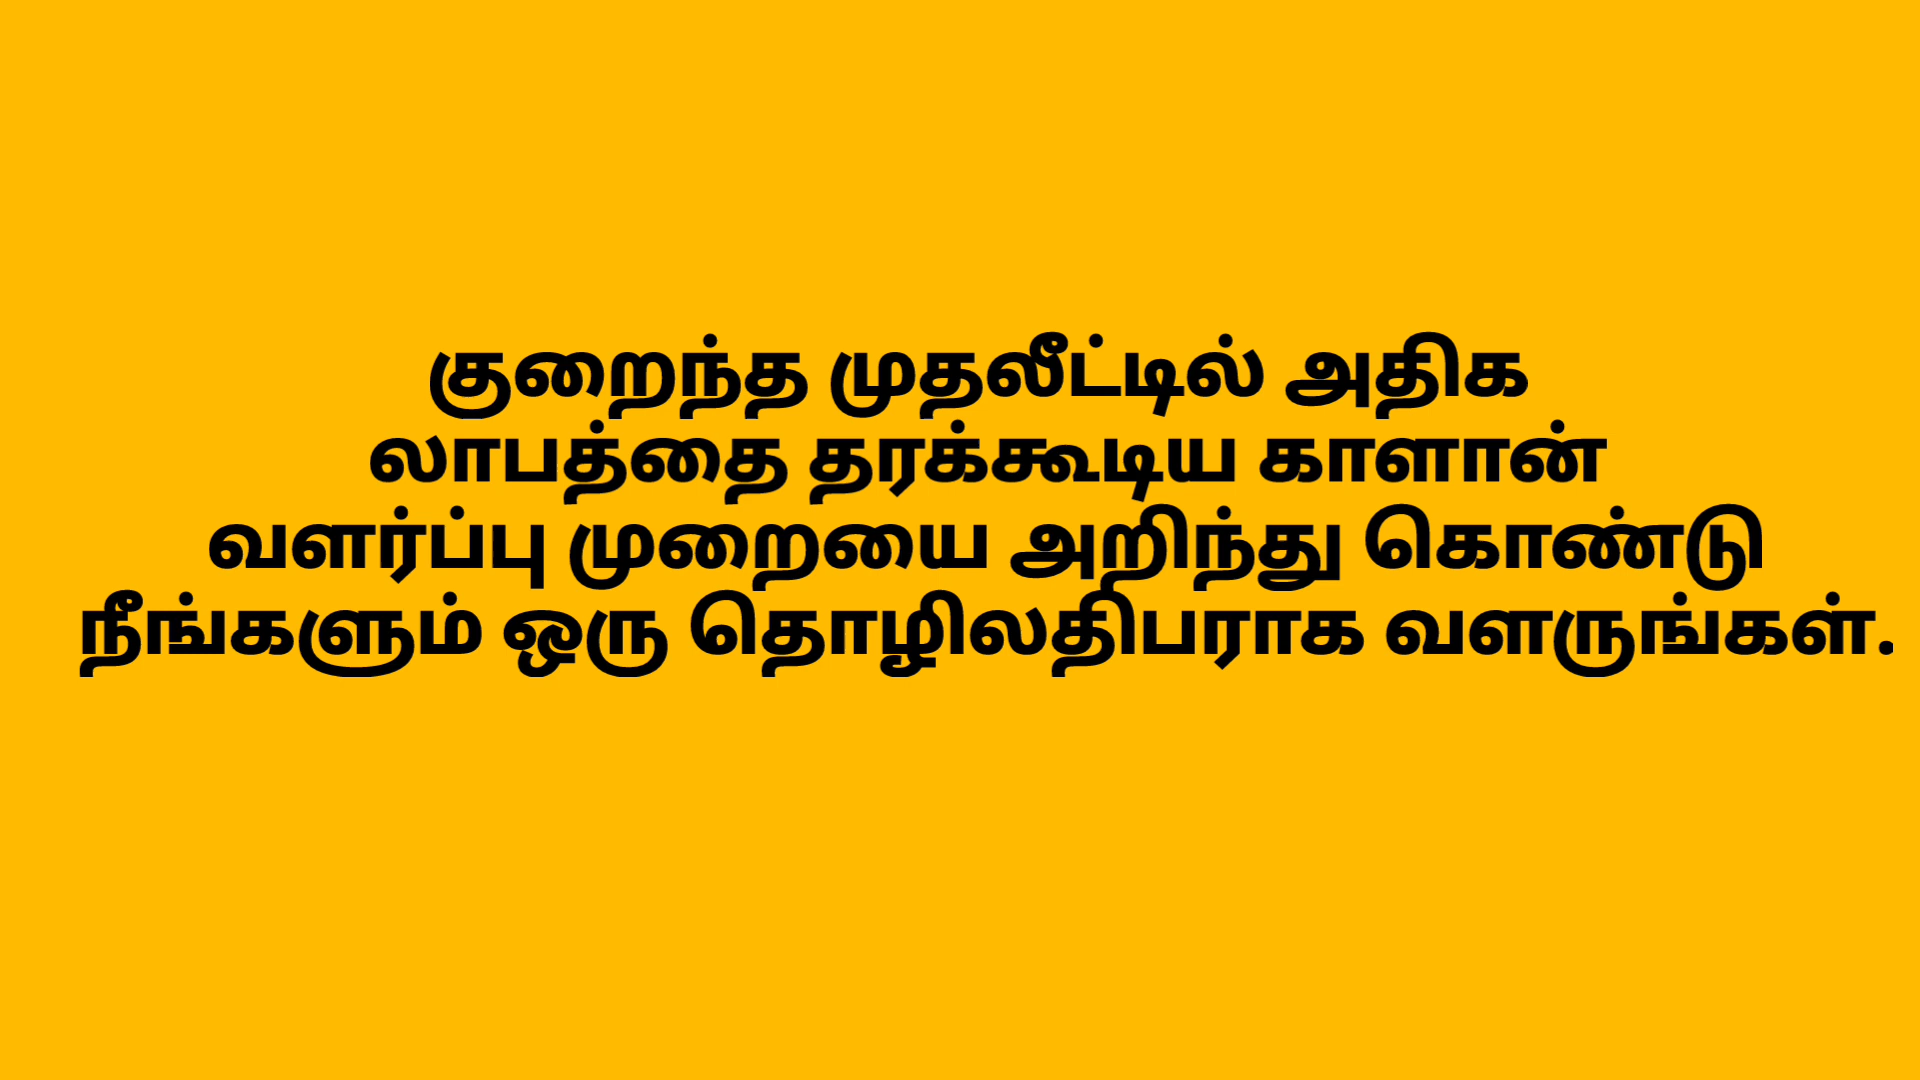 குறைந்த முதலீட்டில் அதிக
லாபத்தை தரக்கூடிய காளான்
வளர்ப்பு முறையை அறிந்து கொண்டு
நீங்களும் ஒரு தொழிலதிபராக வளருங்கள்.